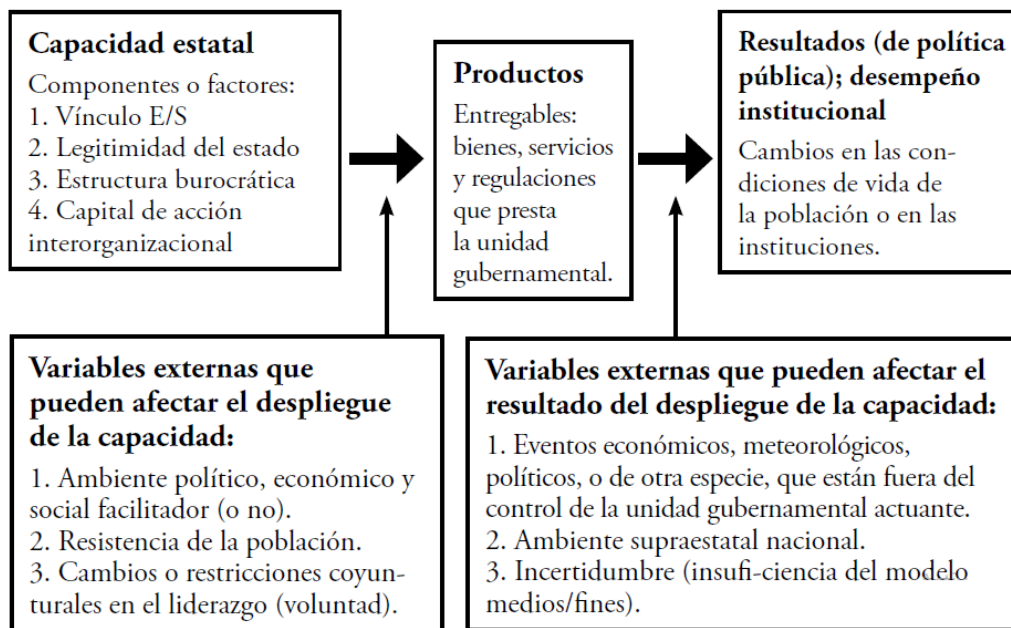 Capacidad estatal
Componentes o factores:
1. Vínculo E/S
2. Legitimidad del estado
3. Estructura burocrática
4. Capital de acción
interorganizacional
Productos
Entregables:
bienes, servicios
y regulaciones
que presta
la unidad
gubernamental.
Resultados (de política
pública); desempeño
institucional
Cambios en las con-
diciones de vida de
la población o en las
instituciones.
Variables externas que
pueden afectar el despliegue
de la capacidad:
1. Ambiente político, económico y
social facilitador (o no).
2. Resistencia de la población.
3. Cambios o restricciones coyun-
turales en el liderazgo (voluntad).
Variables externas que pueden afectar el
resultado del despliegue de la capacidad:
1. Eventos económicos, meteorológicos,
políticos, o de otra especie, que están fuera del
control de la unidad gubernamental actuante.
2. Ambiente supraestatal nacional.
3. Incertidumbre (insufi-ciencia del modelo
medios/fines).